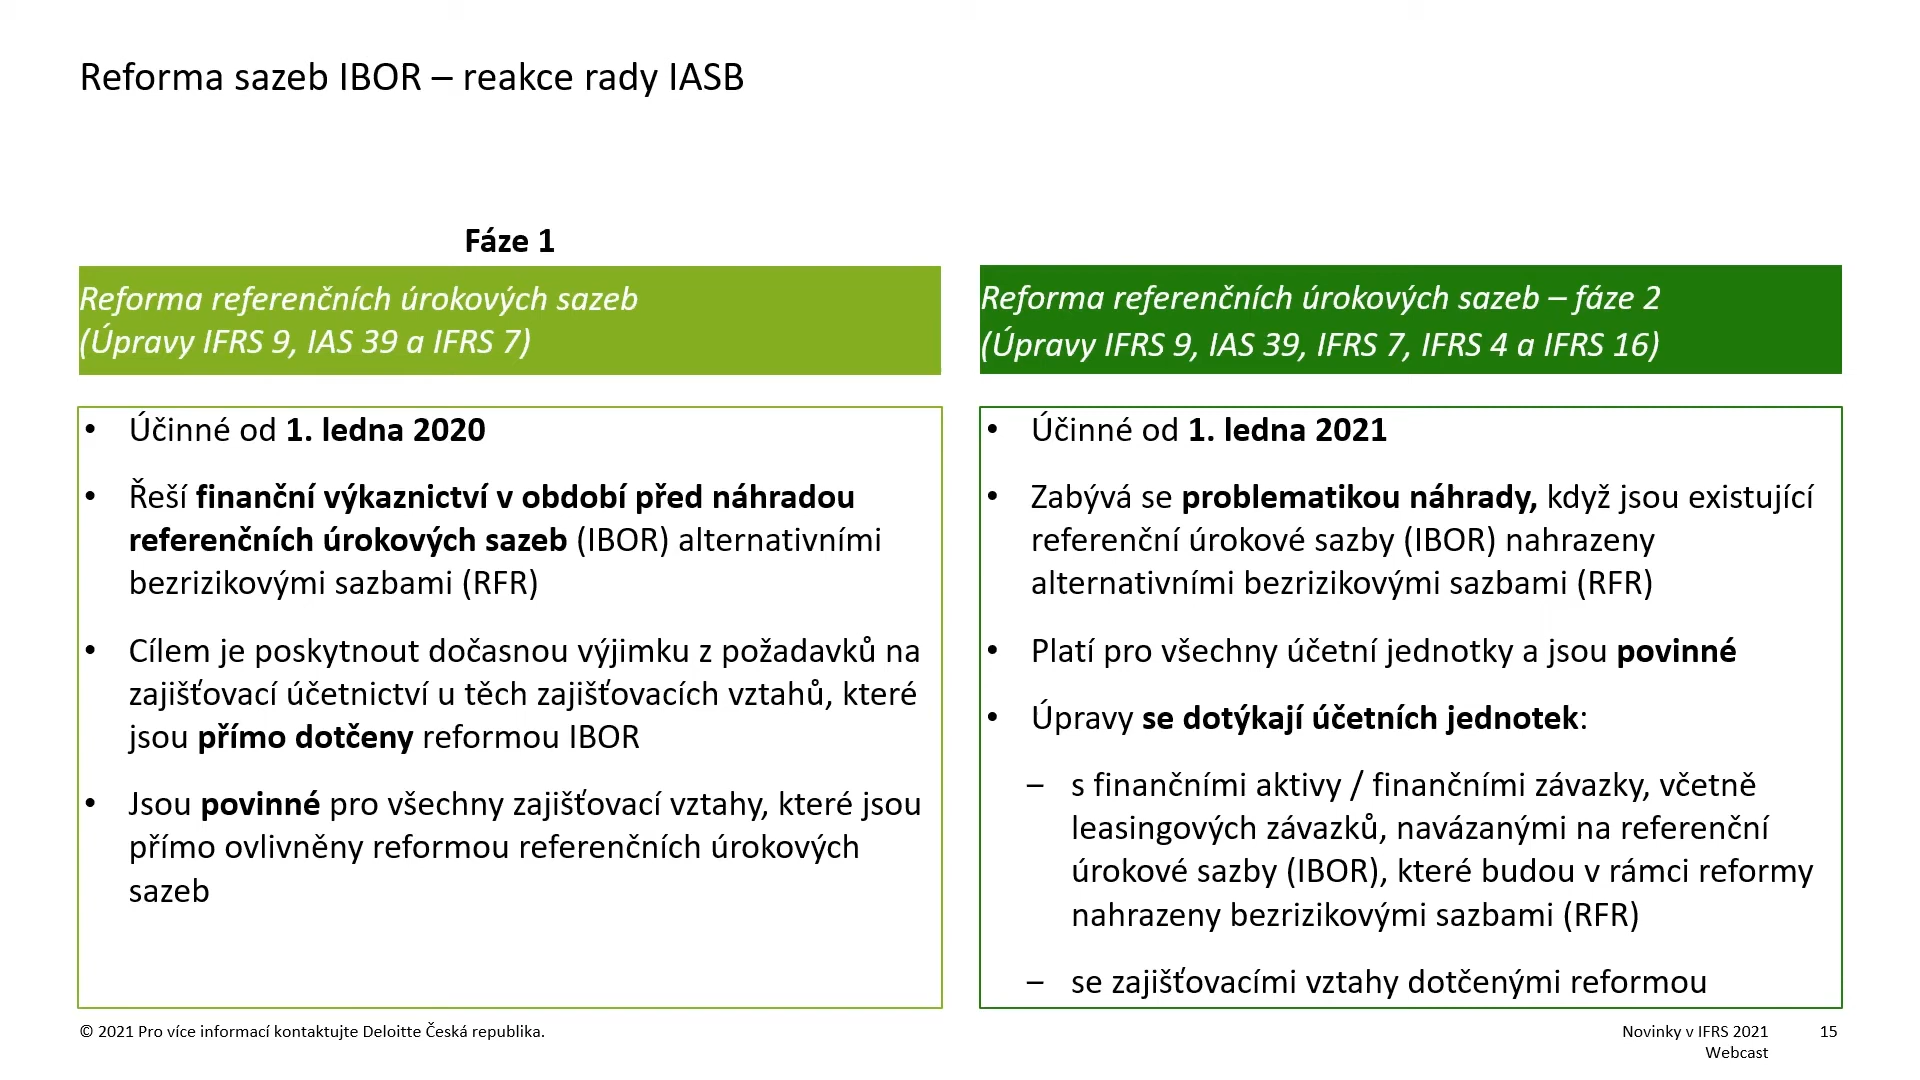 Reforma sazeb IBOR – reakce rady IASB
Fáze 1
Reforma referenčních úrokových sazeb
(Úpravy IFRS 9, IAS 39 a IFRS 7)
• Účinné od 1. ledna 2020
• Řeší finanční výkaznictví v období před náhradou
referenčních úrokových sazeb (IBOR) alternativními
bezrizikovými sazbami (RFR)
• Cílem je poskytnout dočasnou výjimku z požadavků na
zajišťovací účetnictví u těch zajišťovacích vztahů, které
jsou přímo dotčeny reformou IBOR
• Jsou povinné pro všechny zajišťovací vztahy, které jsou
přímo ovlivněny reformou referenčních úrokových
sazeb
Reforma referenčních úrokových sazeb – fáze 2
(Úpravy IFRS 9, IAS 39, IFRS 7, IFRS 4 a IFRS 16)
• Účinné od 1. ledna 2021
• Zabývá se problematikou náhrady, když jsou existující
referenční úrokové sazby (IBOR) nahrazeny
alternativními bezrizikovými sazbami (RFR)
• Platí pro všechny účetní jednotky a jsou povinné
• Úpravy se dotýkají účetních jednotek:
– s finančními aktivy / finančními závazky, včetně
leasingových závazků, navázanými na referenční
úrokové sazby (IBOR), které budou v rámci reformy
nahrazeny bezrizikovými sazbami (RFR)
– se zajišťovacími vztahy dotčenými reformou
© 2021 Pro více informací kontaktujte Deloitte Česká republika.
Novinky v IFRS 2021
Webcast
15